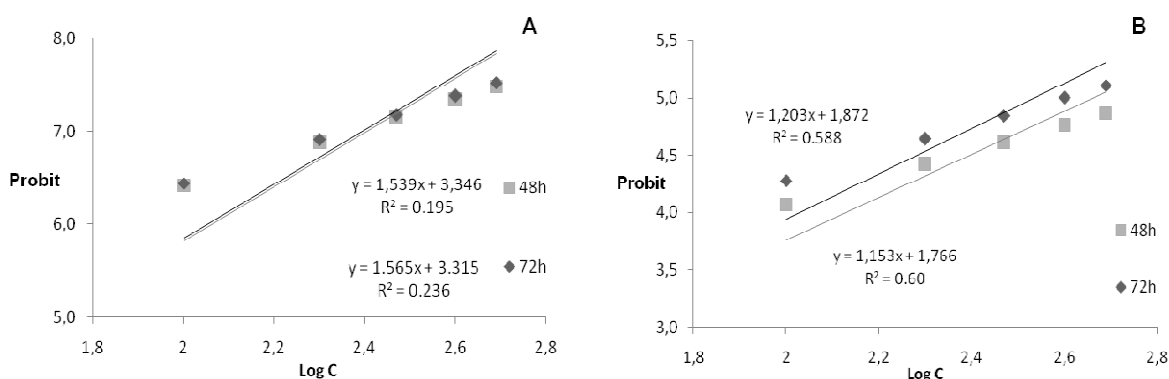 A
8,0
7,0
Probit
6,0
5,0
1,8
2
2,2
2,4
2,6
2,8
Log C
y = 1,539x + 3,346
R² = 0.195
48h
y = 1.565x + 3.315
R² = 0.236
72h
B
5,5
5,0
4,5
Probit
4,0
3,5
3,0
1,8
2
2,2
2,4
2,6
2,8
Log C
y = 1,203x + 1,872
R² = 0.588
y = 1,153x + 1,766
R² = 0.60
48h
72h